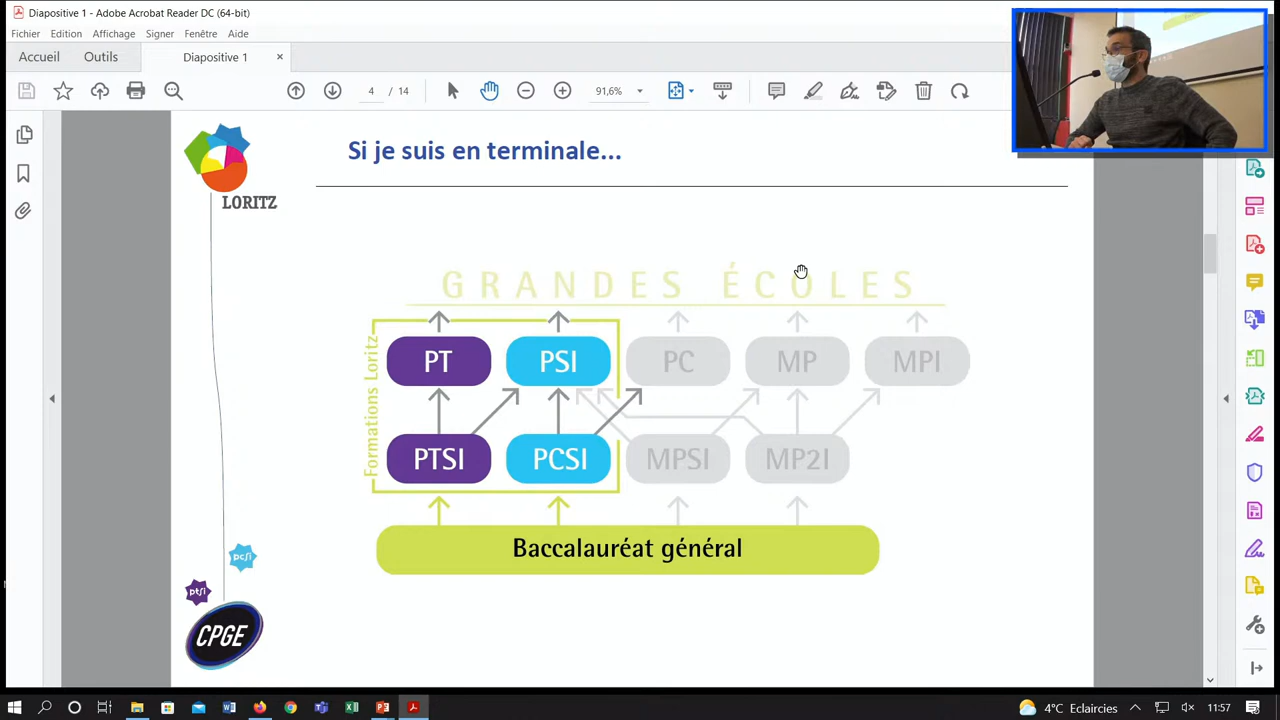 Diapositive 1 - Adobe Acrobat Reader DC (64-bit)
Fichier Edition Affichage Signer Fenêtre Aide
Accueil Outils Diapositive 1 ×
4 / 14 91,6%
Si je suis en terminale...
LORITZ
GRANDES ÉCOLES
Formations Loritz
PT PSI PC MP MPI
PTSI PCSI MPSI MP2I
Baccalauréat général
pcsi
ptsi
CPGE
4°C Eclaircies 11:57